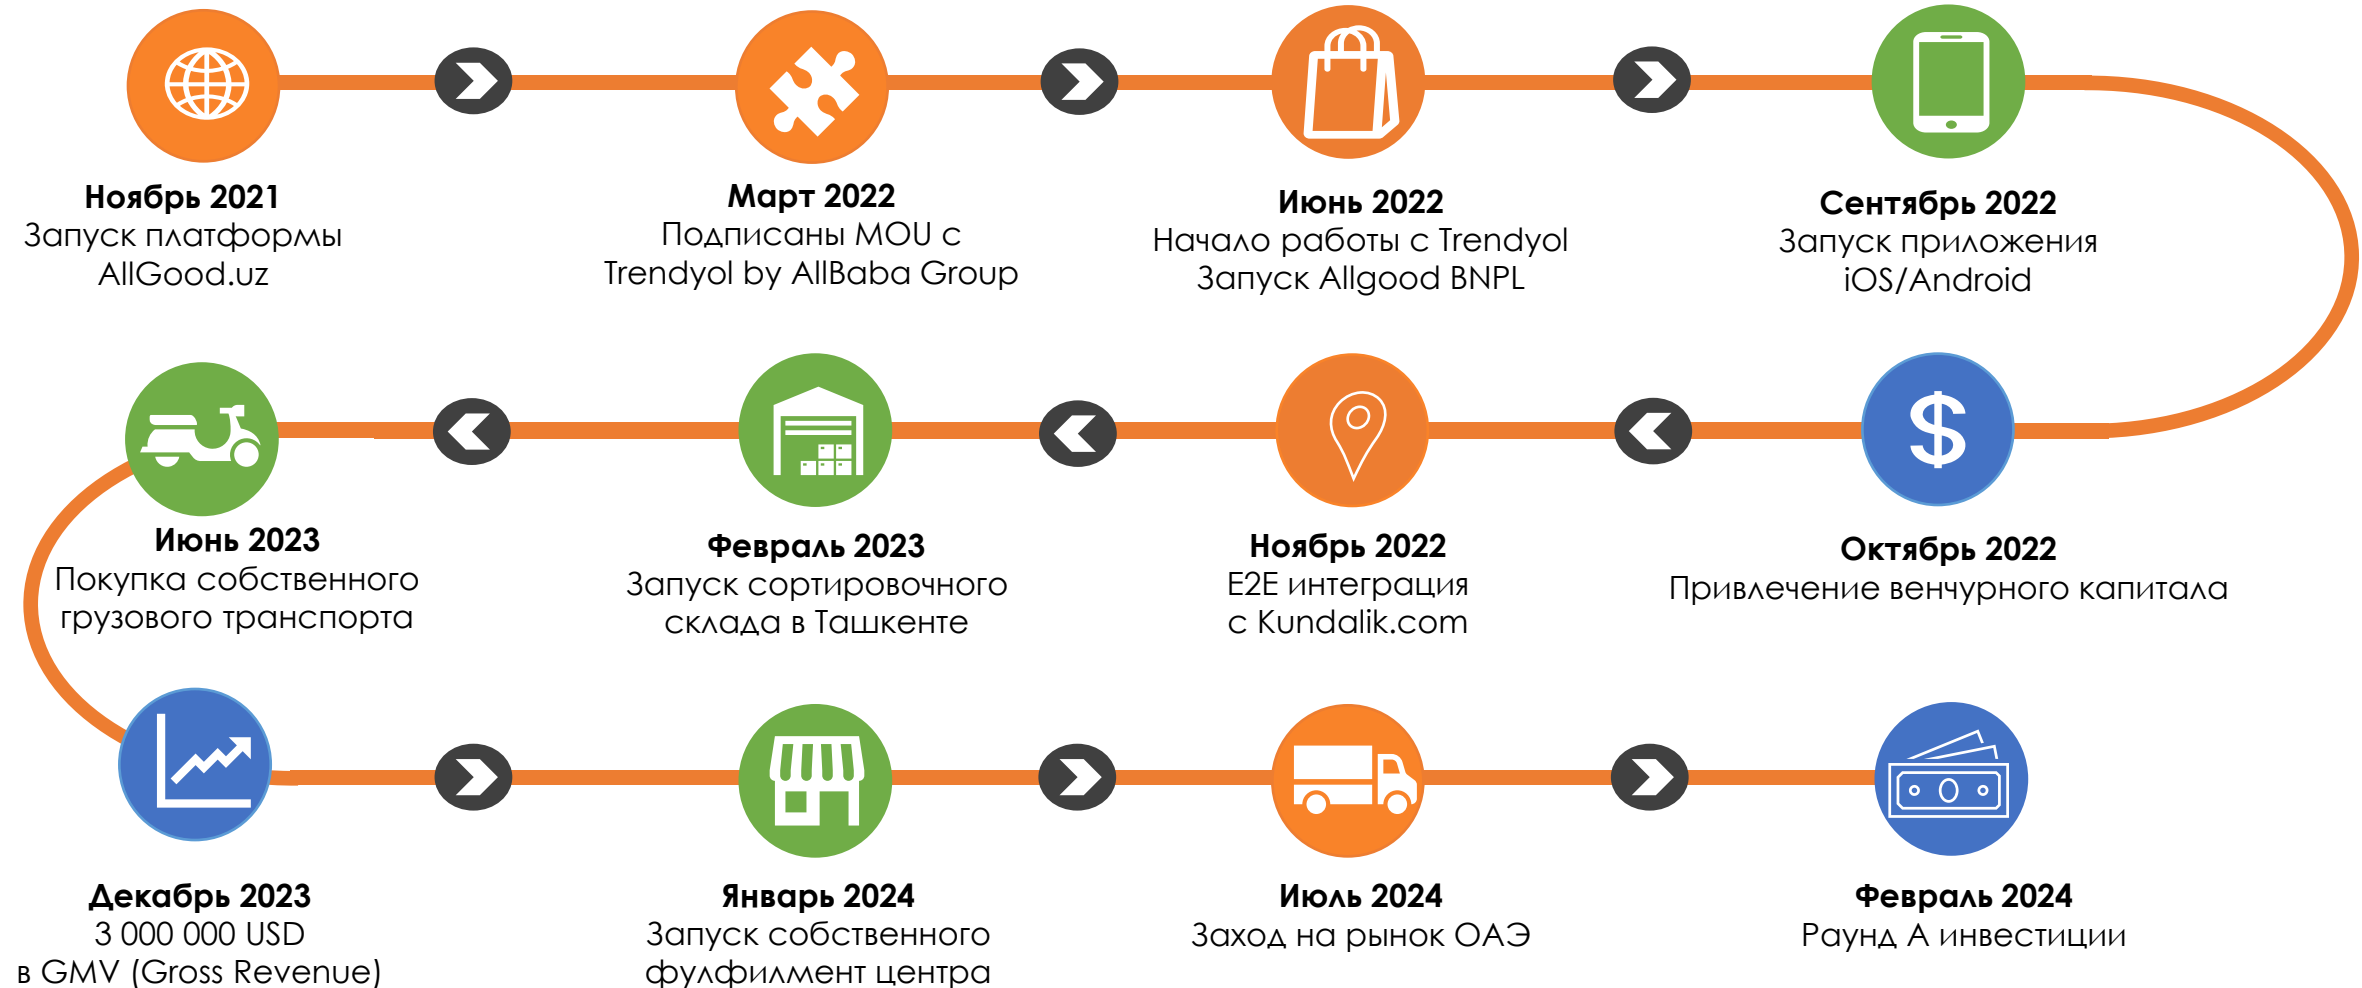 Ноябрь 2021
Запуск платформы
AllGood.uz
Март 2022
Подписаны MOU с
Trendyol by AllBaba Group
Июнь 2022
Начало работы с Trendyol
Запуск Allgood BNPL
Сентябрь 2022
Запуск приложения
iOS/Android
Июнь 2023
Покупка собственного
грузового транспорта
Февраль 2023
Запуск сортировочного
склада в Ташкенте
Ноябрь 2022
E2E интеграция
с Kundalik.com
Октябрь 2022
Привлечение венчурного капитала
Декабрь 2023
3 000 000 USD
в GMV (Gross Revenue)
Январь 2024
Запуск собственного
фулфилмент центра
Июль 2024
Заход на рынок ОАЭ
Февраль 2024
Раунд А инвестиции